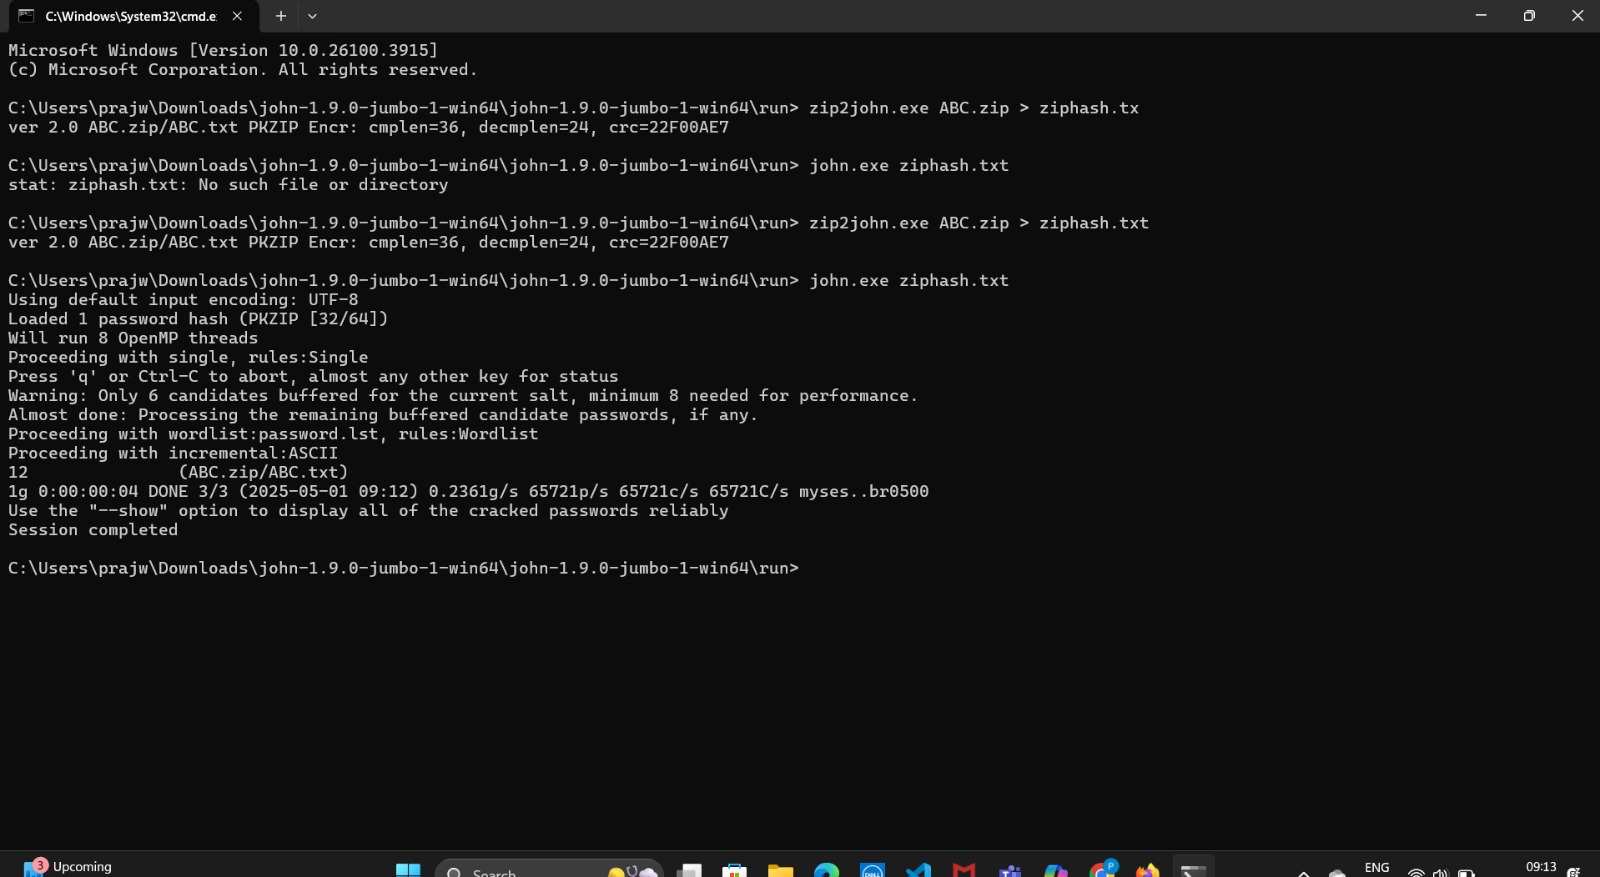 C:\Windows\System32\cmd.e:
Microsoft Windows [Version 10.0.26100.3915]
(c) Microsoft Corporation. All rights reserved.
C:\Users\prajw\Downloads\john-1.9.0-jumbo-1-win64\john-1.9.0-jumbo-1-win64\run> zip2john.exe ABC.zip > ziphash.tx
ver 2.0 ABC.zip/ABC.txt PKZIP Encr: cmplen=36, decmplen=24, crc=22F00AE7
C:\Users\prajw\Downloads\john-1.9.0-jumbo-1-win64\john-1.9.0-jumbo-1-win64\run> john.exe ziphash.txt
stat: ziphash.txt: No such file or directory
C:\Users\prajw\Downloads\john-1.9.0-jumbo-1-win64\john-1.9.0-jumbo-1-win64\run> zip2john.exe ABC.zip > ziphash.txt
ver 2.0 ABC.zip/ABC.txt PKZIP Encr: cmplen=36, decmplen=24, crc=22F00AE7
C:\Users\prajw\Downloads\john-1.9.0-jumbo-1-win64\john-1.9.0-jumbo-1-win64\run> john.exe ziphash.txt
Using default input encoding: UTF-8
Loaded 1 password hash (PKZIP [32/64])
Will run 8 OpenMP threads
Proceeding with single, rules:Single
Press 'q' or Ctrl-C to abort, almost any other key for status
Warning: Only 6 candidates buffered for the current salt, minimum 8 needed for performance.
Almost done: Processing the remaining buffered candidate passwords, if any.
Proceeding with wordlist:password.lst, rules:Wordlist
Proceeding with incremental:ASCII
12               (ABC.zip/ABC.txt)
1g 0:00:00:04 DONE 3/3 (2025-05-01 09:12) 0.2361g/s 65721p/s 65721c/s 65721C/s myses..br0500
Use the "--show" option to display all of the cracked passwords reliably
Session completed
C:\Users\prajw\Downloads\john-1.9.0-jumbo-1-win64\john-1.9.0-jumbo-1-win64\run>
3 Upcoming
Search
DELL
P
ENG
09:13